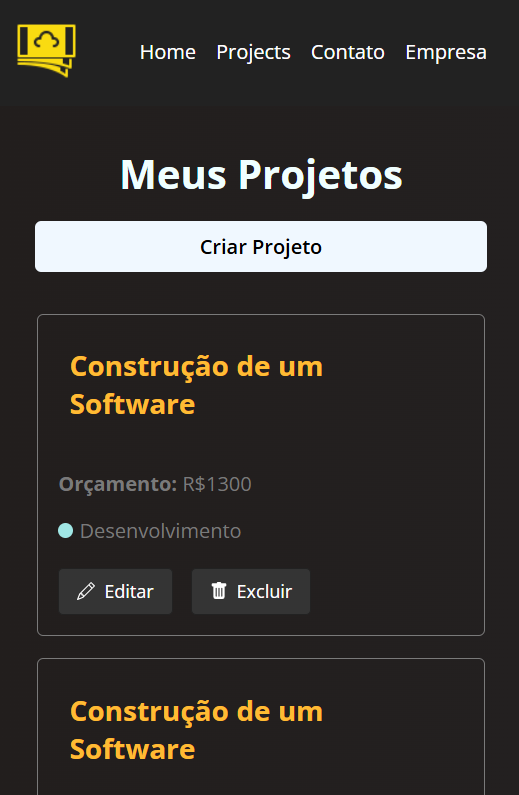 Home Projects Contato Empresa
Meus Projetos
Criar Projeto
Construção de um
Software
Orçamento: R$1300
Desenvolvimento
Editar Excluir
Construção de um
Software